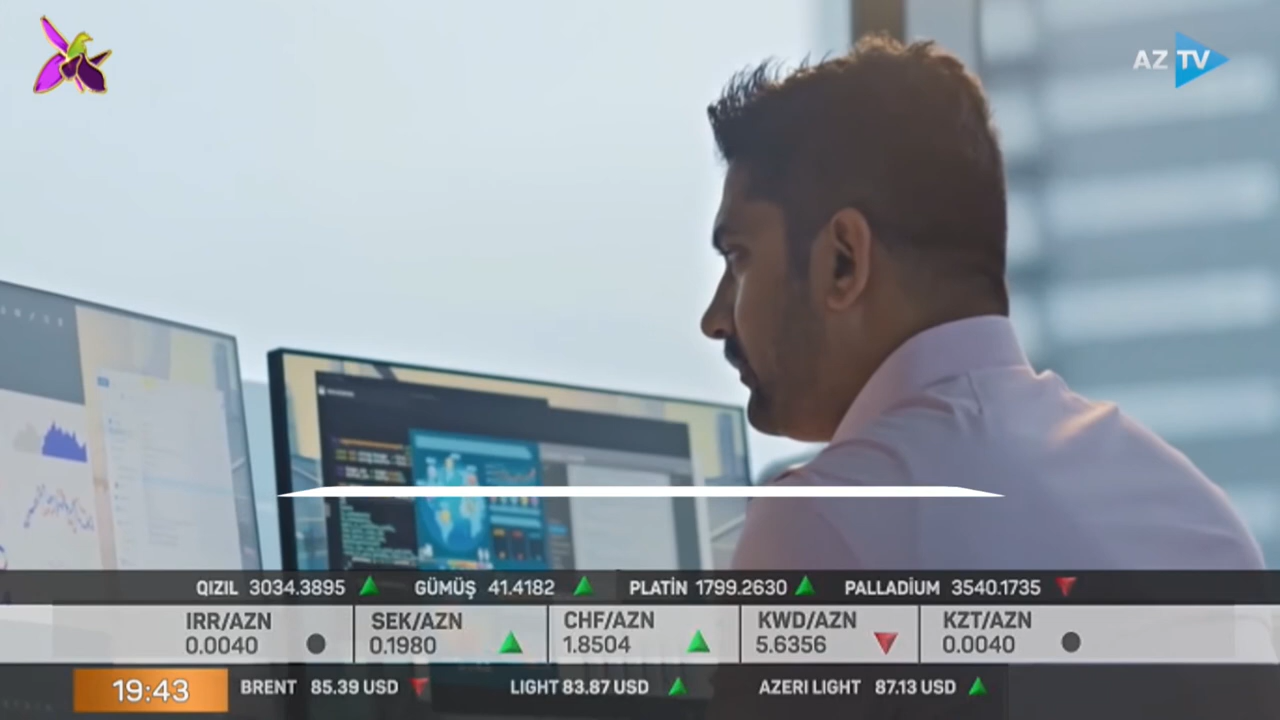 AZ TV
QIZIL 3034.3895 GÜMÜŞ 41.4182 PLATİN 1799.2630 PALLADİUM 3540.1735
IRR/AZN SEK/AZN CHF/AZN KWD/AZN KZT/AZN
0.0040 0.1980 1.8504 5.6356 0.0040
19:43 BRENT 85.39 USD LIGHT 83.87 USD AZERI LIGHT 87.13 USD